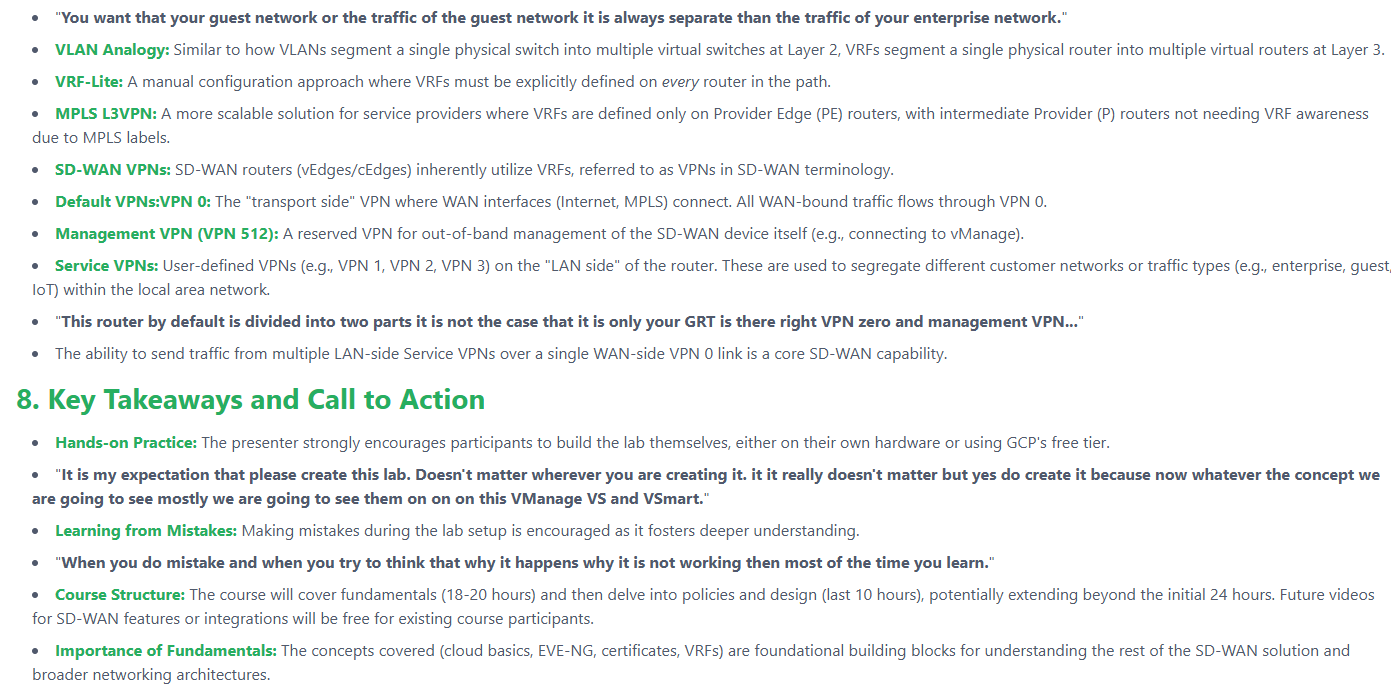 • "You want that your guest network or the traffic of the guest network it is always separate than the traffic of your enterprise network."
• VLAN Analogy: Similar to how VLANs segment a single physical switch into multiple virtual switches at Layer 2, VRFs segment a single physical router into multiple virtual routers at Layer 3.
• VRF-Lite: A manual configuration approach where VRFs must be explicitly defined on every router in the path.
• MPLS L3VPN: A more scalable solution for service providers where VRFs are defined only on Provider Edge (PE) routers, with intermediate Provider (P) routers not needing VRF awareness
due to MPLS labels.
• SD-WAN VPNs: SD-WAN routers (vEdges/cEdges) inherently utilize VRFs, referred to as VPNs in SD-WAN terminology.
• Default VPNs:VPN 0: The "transport side" VPN where WAN interfaces (Internet, MPLS) connect. All WAN-bound traffic flows through VPN 0.
• Management VPN (VPN 512): A reserved VPN for out-of-band management of the SD-WAN device itself (e.g., connecting to vManage).
• Service VPNs: User-defined VPNs (e.g., VPN 1, VPN 2, VPN 3) on the "LAN side" of the router. These are used to segregate different customer networks or traffic types (e.g., enterprise, guest,
IoT) within the local area network.
• "This router by default is divided into two parts it is not the case that it is only your GRT is there right VPN zero and management VPN..."
• The ability to send traffic from multiple LAN-side Service VPNs over a single WAN-side VPN 0 link is a core SD-WAN capability.
8. Key Takeaways and Call to Action
• Hands-on Practice: The presenter strongly encourages participants to build the lab themselves, either on their own hardware or using GCP's free tier.
• "It is my expectation that please create this lab. Doesn't matter wherever you are creating it. it it really doesn't matter but yes do create it because now whatever the concept we
are going to see mostly we are going to see them on on on this VManage VS and VSmart."
• Learning from Mistakes: Making mistakes during the lab setup is encouraged as it fosters deeper understanding.
• "When you do mistake and when you try to think that why it happens why it is not working then most of the time you learn."
• Course Structure: The course will cover fundamentals (18-20 hours) and then delve into policies and design (last 10 hours), potentially extending beyond the initial 24 hours. Future videos
for SD-WAN features or integrations will be free for existing course participants.
• Importance of Fundamentals: The concepts covered (cloud basics, EVE-NG, certificates, VRFs) are foundational building blocks for understanding the rest of the SD-WAN solution and
broader networking architectures.